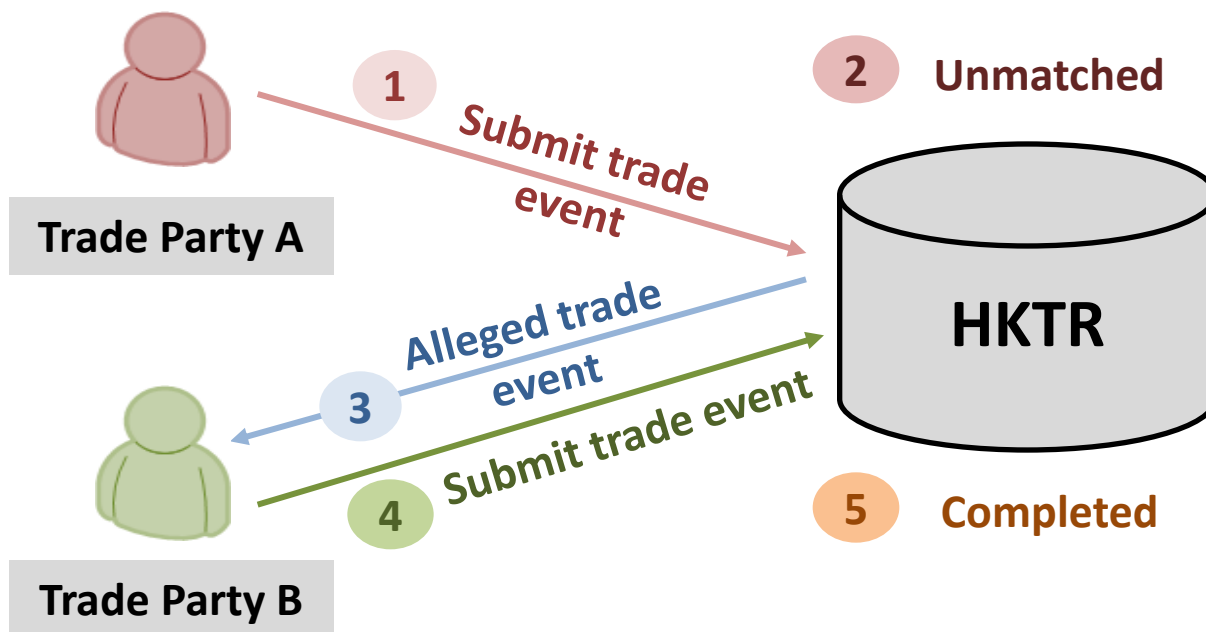 1
Submit trade
event
2
Unmatched
Trade Party A
HKTR
Alleged trade
event
3
Submit trade event
4
5
Completed
Trade Party B